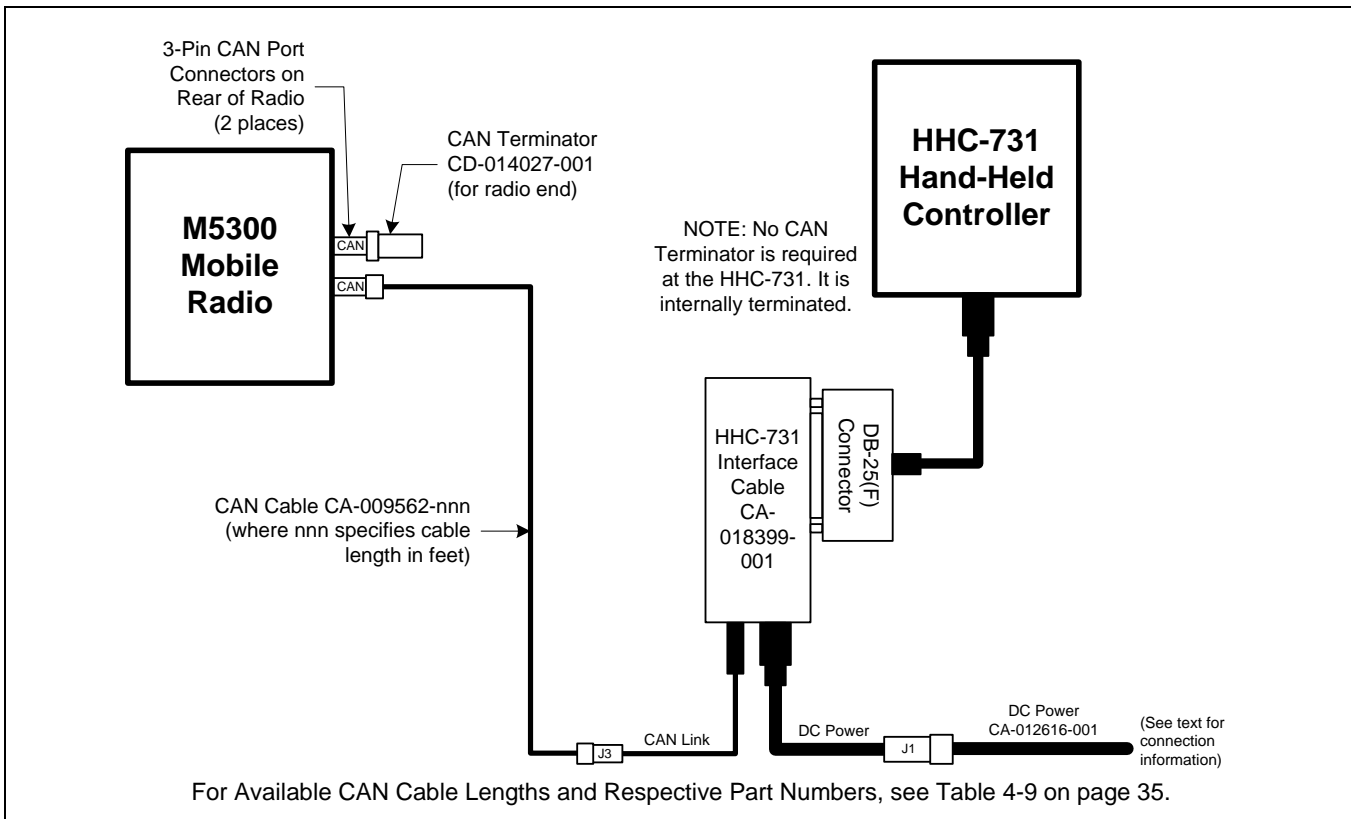 3-Pin CAN Port
Connectors on
Rear of Radio
(2 places)
CAN Terminator
CD-014027-001
(for radio end)
M5300
Mobile
Radio
CAN
CAN
HHC-731
Hand-Held
Controller
NOTE: No CAN
Terminator is required
at the HHC-731. It is
internally terminated.
HHC-731
Interface
Cable
CA-
018399-
001
DB-25(F)
Connector
CAN Cable CA-009562-nnn
(where nnn specifies cable
length in feet)
J3
CAN Link
DC Power
J1
DC Power
CA-012616-001
(See text for
connection
information)
For Available CAN Cable Lengths and Respective Part Numbers, see Table 4-9 on page 35.